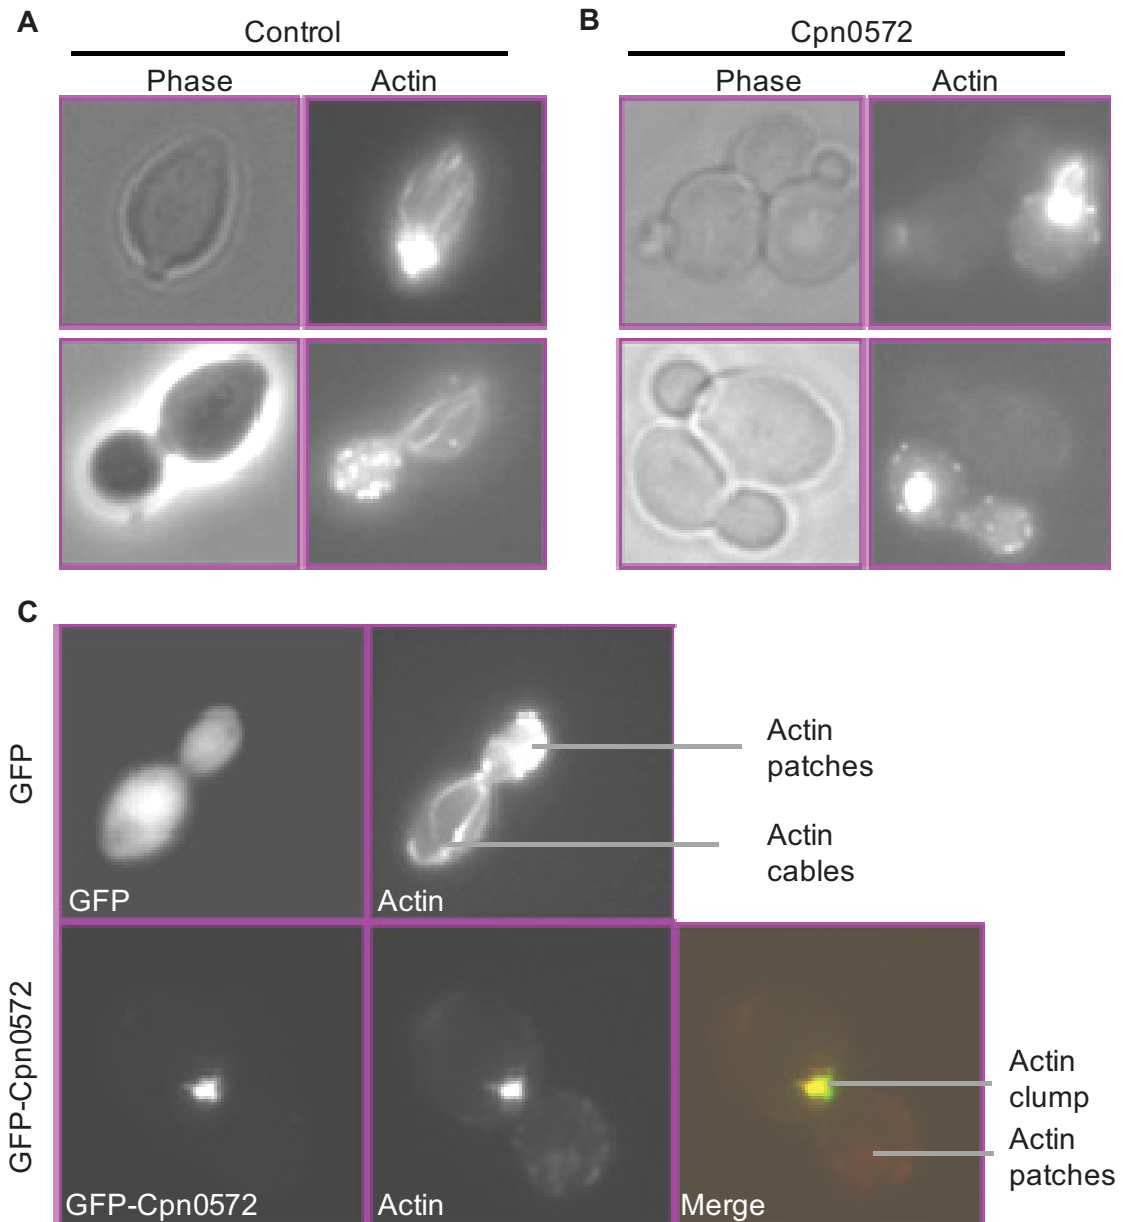 A
Control
Phase
Actin
B
Cpn0572
Phase
Actin
C
GFP
GFP
Actin
Actin
patches
Actin
cables
GFP-Cpn0572
GFP-Cpn0572
Actin
Merge
Actin
clump
Actin
patches